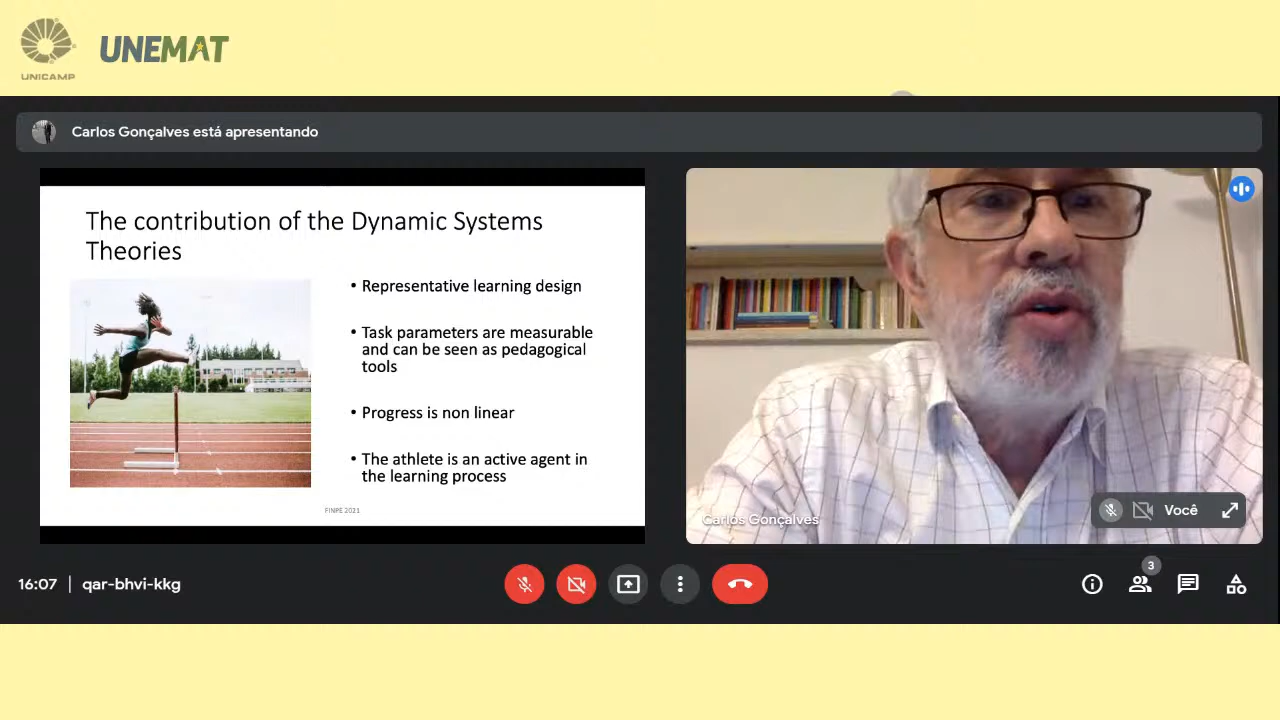 UNICAMP
UNEMAT
Carlos Gonçalves está apresentando
The contribution of the Dynamic Systems
Theories
• Representative learning design
• Task parameters are measurable
and can be seen as pedagogical
tools
• Progress is non linear
• The athlete is an active agent in
the learning process
FINPE 2021
Carlos Gonçalves
Você
16:07 | qar-bhvi-kkg
3